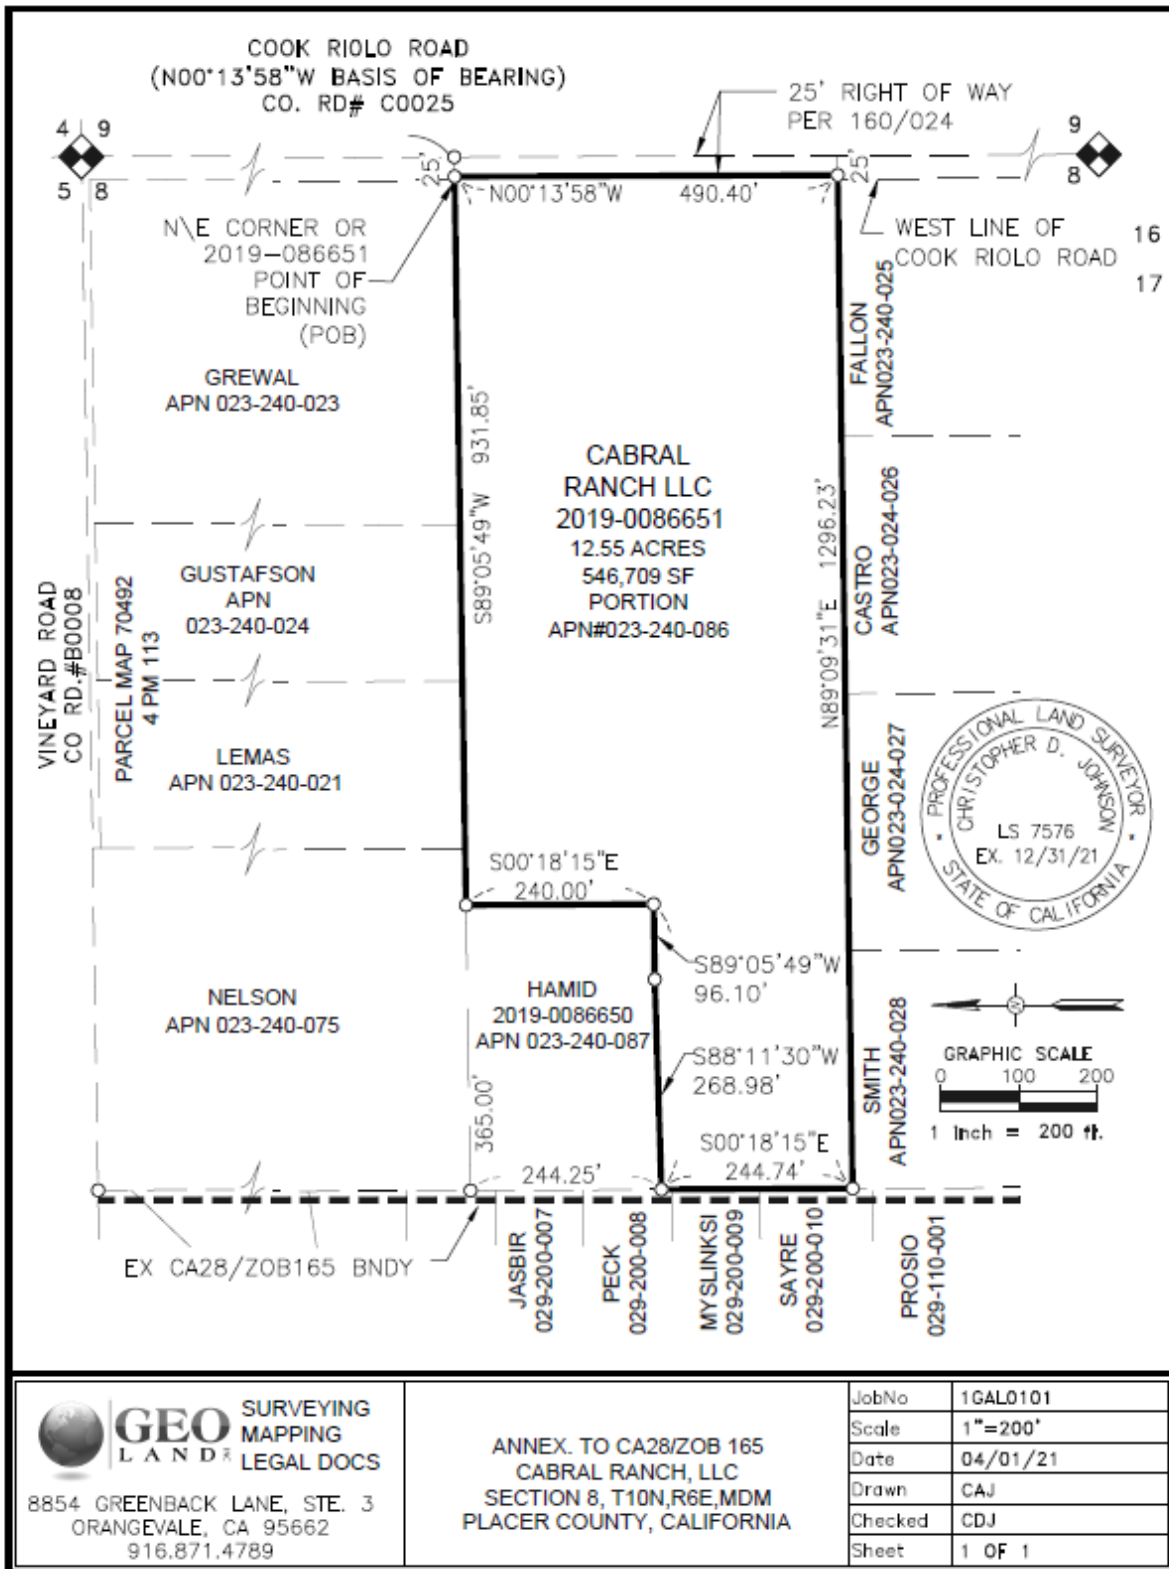 COOK RIOLO ROAD
(N00°13'58"W BASIS OF BEARING)
CO. RD# C0025
25' RIGHT OF WAY
PER 160/024
4 9
5 8
9
8
25'
25'
N00°13'58"W 490.40'
N\E CORNER OR
2019-086651
POINT OF
BEGINNING
(POB)
WEST LINE OF
COOK RIOLO ROAD
16
17
FALLON
APN023-240-025
GREWAL
APN 023-240-023
S89°05'49"W 931.85'
CABRAL
RANCH LLC
2019-0086651
12.55 ACRES
546,709 SF
PORTION
APN#023-240-086
N89°09'31"E 1296.23'
CASTRO
APN023-024-026
GUSTAFSON
APN
023-240-024
VINEYARD ROAD
CO RD.#B0008
PARCEL MAP 70492
4 PM 113
LEMAS
APN 023-240-021
GEORGE
APN023-024-027
PROFESSIONAL LAND SURVEYOR
CHRISTOPHER D. JOHNSON
LS 7576
EX. 12/31/21
STATE OF CALIFORNIA
S00°18'15"E
240.00'
S89°05'49"W
96.10'
NELSON
APN 023-240-075
HAMID
2019-0086650
APN 023-240-087
S88°11'30"W
268.98'
365.00'
SMITH
APN023-240-028
N
GRAPHIC SCALE
0 100 200
1 Inch = 200 ft.
S00°18'15"E
244.74'
244.25'
EX CA28/ZOB165 BNDY
JASBIR
029-200-007
PECK
029-200-008
MYSLINKSI
029-200-009
SAYRE
029-200-010
PROSIO
029-110-001
GEO
LAND
SURVEYING
MAPPING
LEGAL DOCS
8854 GREENBACK LANE, STE. 3
ORANGEVALE, CA 95662
916.871.4789
ANNEX. TO CA28/ZOB 165
CABRAL RANCH, LLC
SECTION 8, T10N,R6E,MDM
PLACER COUNTY, CALIFORNIA
JobNo 1GAL0101
Scale 1"=200'
Date 04/01/21
Drawn CAJ
Checked CDJ
Sheet 1 OF 1